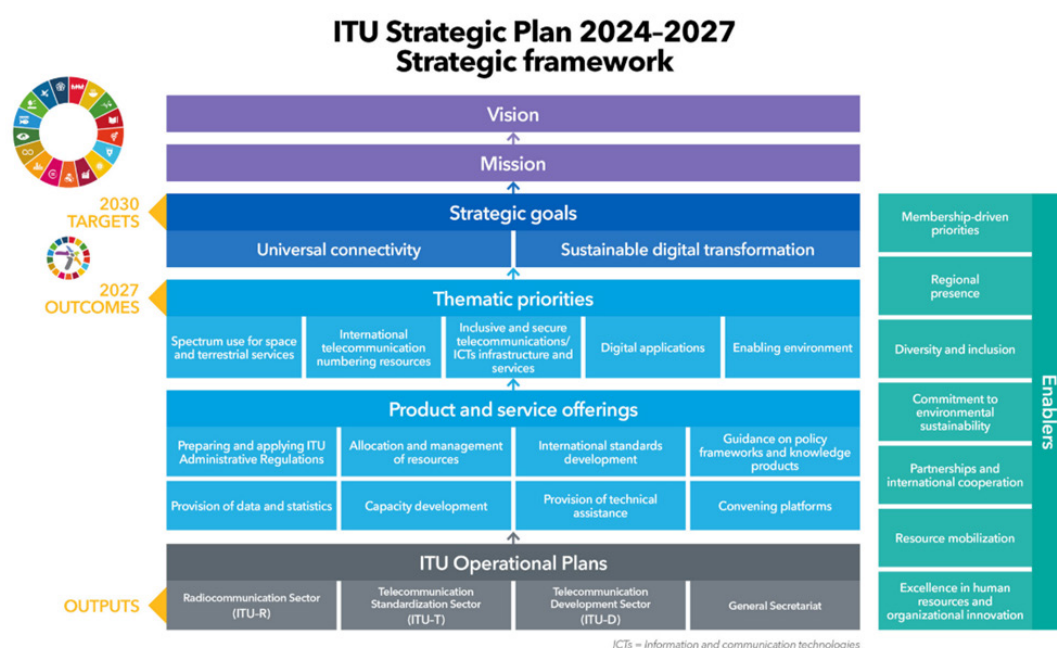 ITU Strategic Plan 2024–2027
Strategic framework
Vision
Mission
2030
TARGETS
Strategic goals
Universal connectivity
Sustainable digital transformation
2027
OUTCOMES
Thematic priorities
Spectrum use for space
and terrestrial services
International
telecommunication
numbering resources
Inclusive and secure
telecommunications/
ICTs infrastructure and
services
Digital applications
Enabling environment
Product and service offerings
Preparing and applying ITU
Administrative Regulations
Allocation and management
of resources
International standards
development
Guidance on policy
frameworks and knowledge
products
Provision of data and statistics
Capacity development
Provision of technical
assistance
Convening platforms
ITU Operational Plans
OUTPUTS
Radiocommunication Sector
(ITU-R)
Telecommunication
Standardization Sector
(ITU-T)
Telecommunication
Development Sector
(ITU-D)
General Secretariat
Membership-driven
priorities
Regional
presence
Diversity and inclusion
Commitment to
environmental
sustainability
Partnerships and
international cooperation
Resource mobilization
Excellence in human
resources and
organizational innovation
Enablers
ICTs = Information and communication technologies